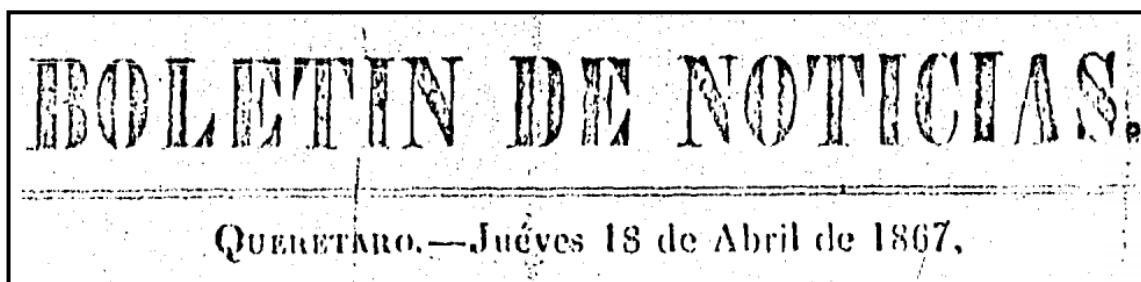 BOLETIN DE NOTICIAS.
QUERETARO.—Juéves 18 de Abril de 1867.